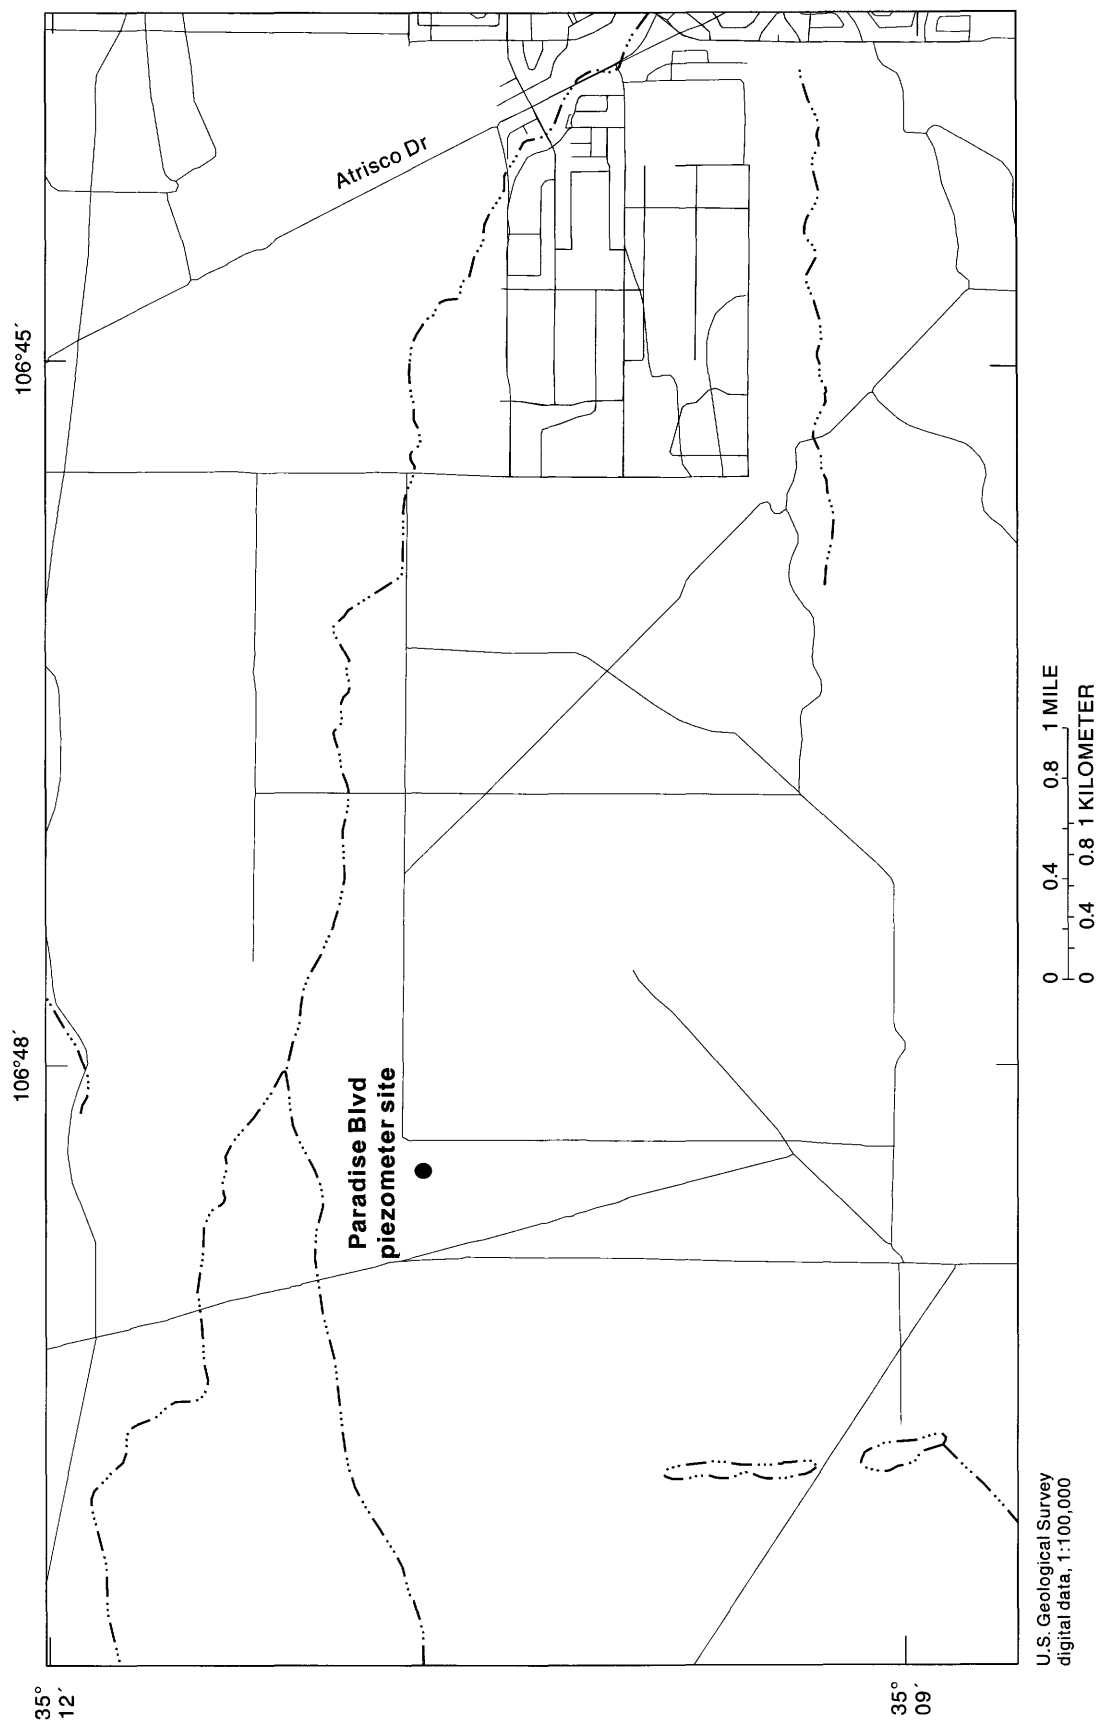 106°48´
106°45´
35°
12´
Atrisco Dr
Paradise Blvd
piezometer site
35°
09´
U.S. Geological Survey
digital data, 1:100,000
0 0.4 0.8 1 MILE
0 0.4 0.8 1 KILOMETER